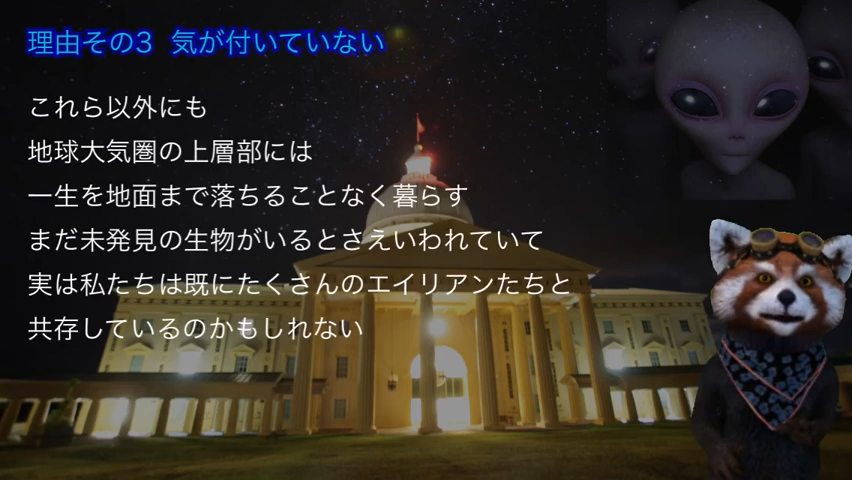 理由その3 気が付いていない
これら以外にも
地球大気圏の上層部には
一生を地面まで落ちることなく暮らす
まだ未発見の生物がいるとさえいわれていて
実は私たちは既にたくさんのエイリアンたちと
共存しているのかもしれない